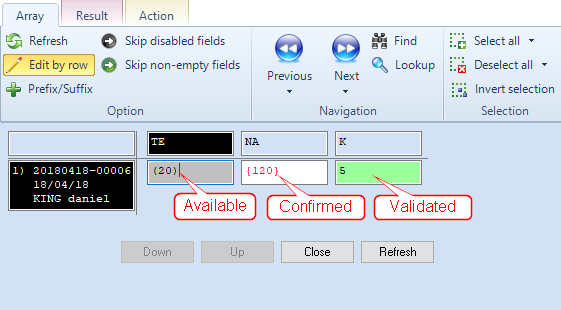 Array Result Action
Refresh
Skip disabled fields
Edit by row
Skip non-empty fields
Prefix/Suffix
Option
Previous
Next
Find
Lookup
Navigation
Select all
Deselect all
Invert selection
Selection
TE NA K
1) 20180418-00006
18/04/18
KING daniel
(20) {120} 5
Available Confirmed Validated
Down Up Close Refresh